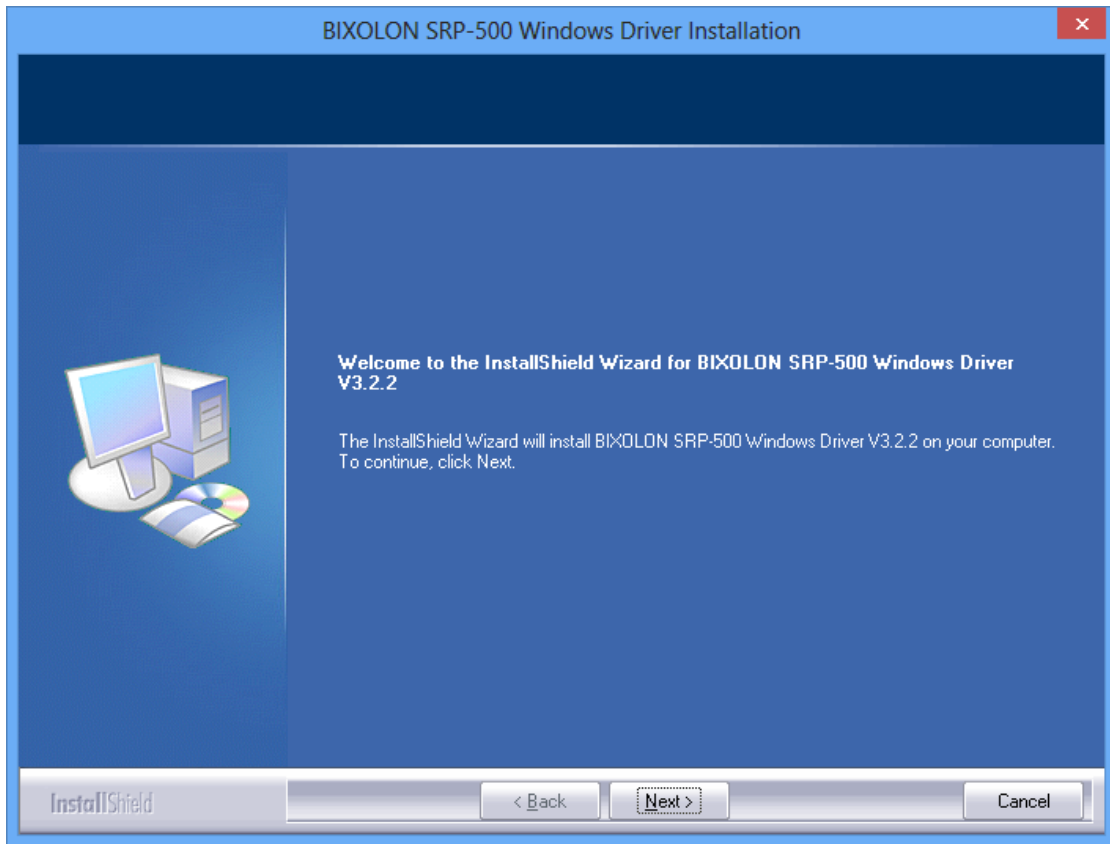 BIXOLON SRP-500 Windows Driver Installation
Welcome to the InstallShield Wizard for BIXOLON SRP-500 Windows Driver
V3.2.2
The InstallShield Wizard will install BIXOLON SRP-500 Windows Driver V3.2.2 on your computer.
To continue, click Next.
InstallShield
< Back
Next >
Cancel